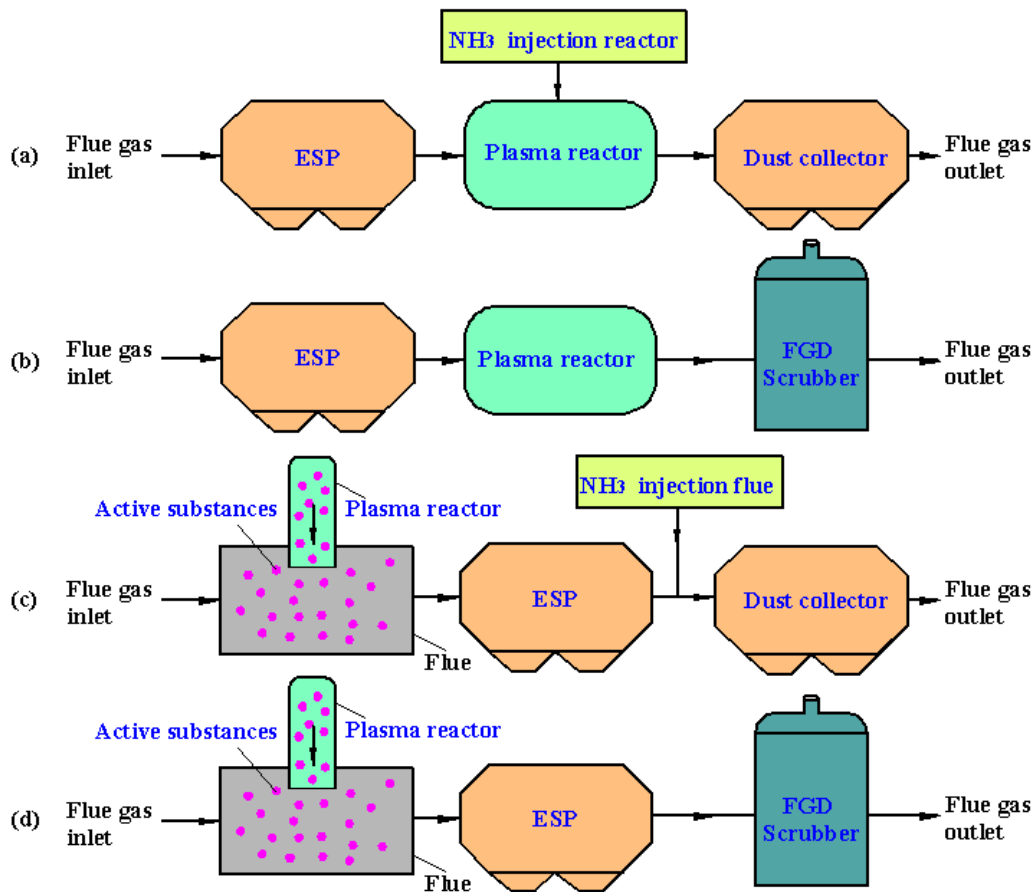 NH3 injection reactor
(a)
Flue gas
inlet
ESP
Plasma reactor
Dust collector
Flue gas
outlet
(b)
Flue gas
inlet
ESP
Plasma reactor
FGD
Scrubber
Flue gas
outlet
Active substances
Plasma reactor
NH3 injection flue
(c)
Flue gas
inlet
ESP
Dust collector
Flue gas
outlet
Flue
Active substances
Plasma reactor
(d)
Flue gas
inlet
ESP
FGD
Scrubber
Flue gas
outlet
Flue